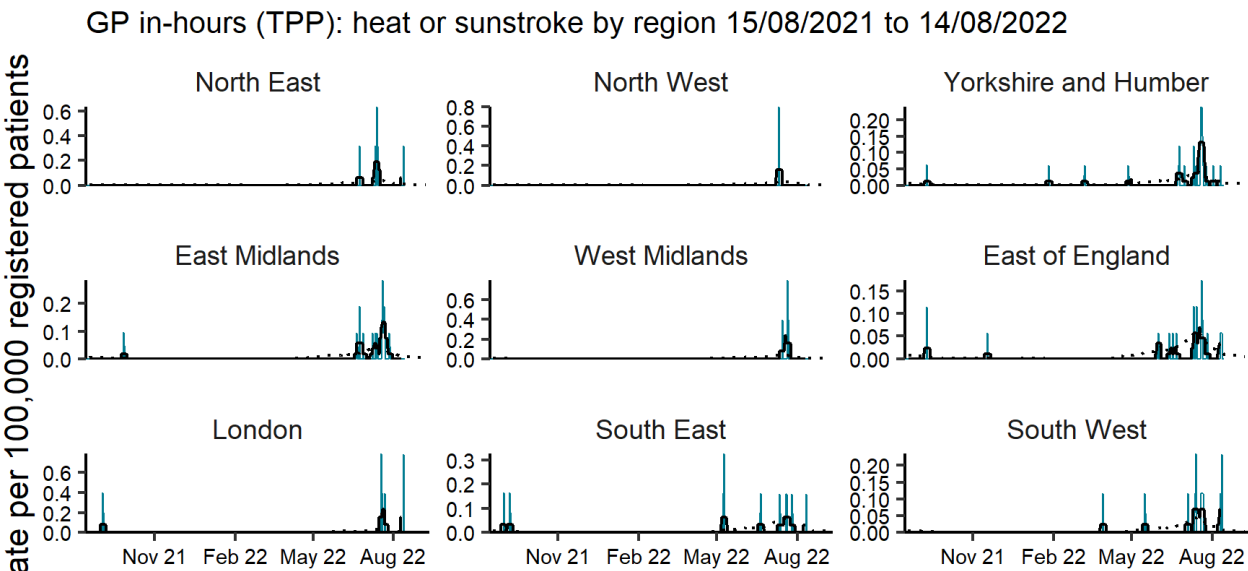 GP in-hours (TPP): heat or sunstroke by region 15/08/2021 to 14/08/2022
ate per 100,000 registered patients
North East
North West
Yorkshire and Humber
0.6
0.4
0.2
0.0
0.8
0.6
0.4
0.2
0.0
0.20
0.15
0.10
0.05
0.00
East Midlands
West Midlands
East of England
0.2
0.1
0.0
0.6
0.4
0.2
0.0
0.15
0.10
0.05
0.00
London
South East
South West
0.6
0.4
0.2
0.0
0.3
0.2
0.1
0.0
0.20
0.15
0.10
0.05
0.00
Nov 21 Feb 22 May 22 Aug 22
Nov 21 Feb 22 May 22 Aug 22
Nov 21 Feb 22 May 22 Aug 22